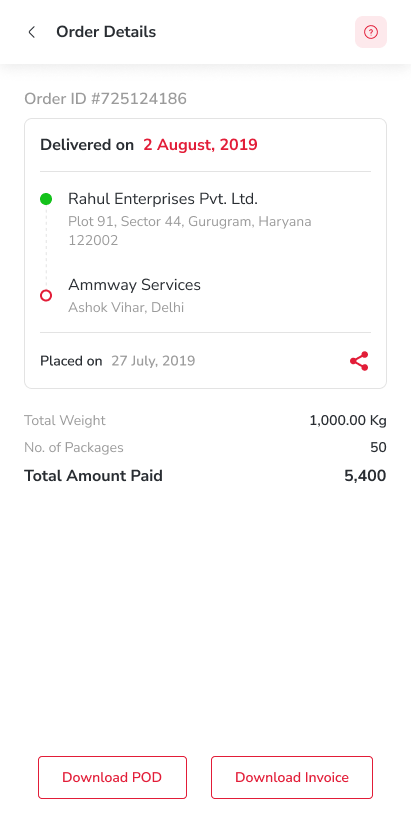 Order Details
Order ID #725124186
Delivered on 2 August, 2019
Rahul Enterprises Pvt. Ltd.
Plot 91, Sector 44, Gurugram, Haryana
122002
Ammway Services
Ashok Vihar, Delhi
Placed on 27 July, 2019
Total Weight 1,000.00 Kg
No. of Packages 50
Total Amount Paid 5,400
Download POD Download Invoice